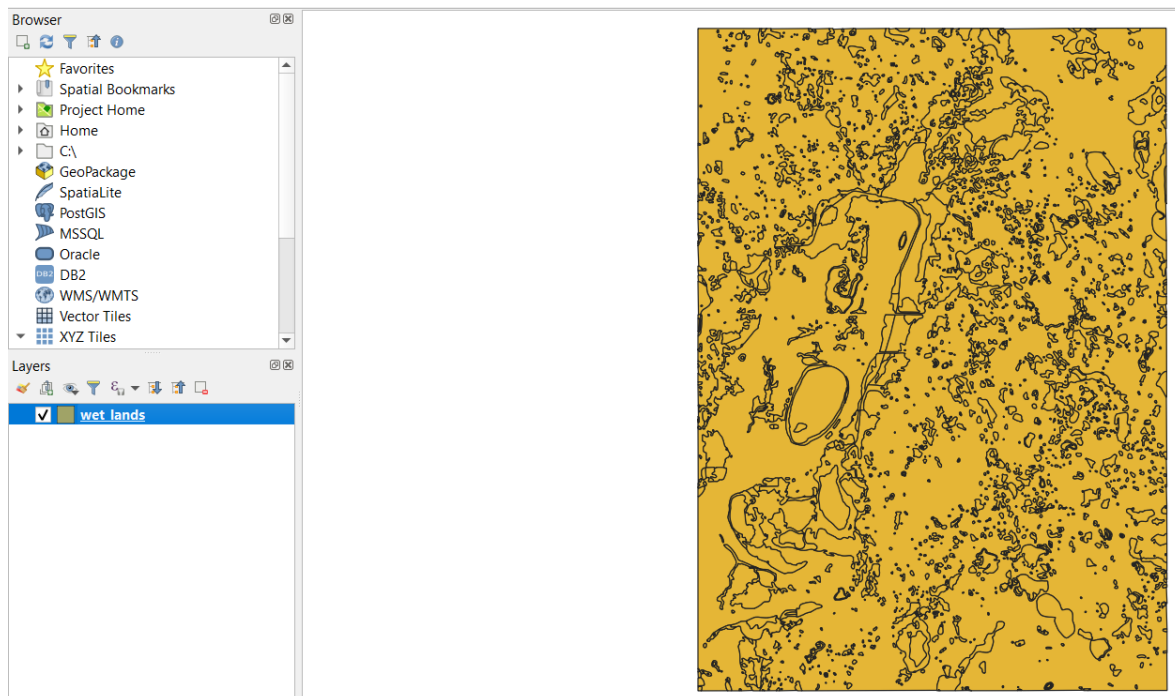 Browser
Favorites
Spatial Bookmarks
Project Home
Home
C:\
GeoPackage
SpatiaLite
PostGIS
MSSQL
Oracle
DB2
DB2
WMS/WMTS
Vector Tiles
XYZ Tiles
Layers
wet_lands